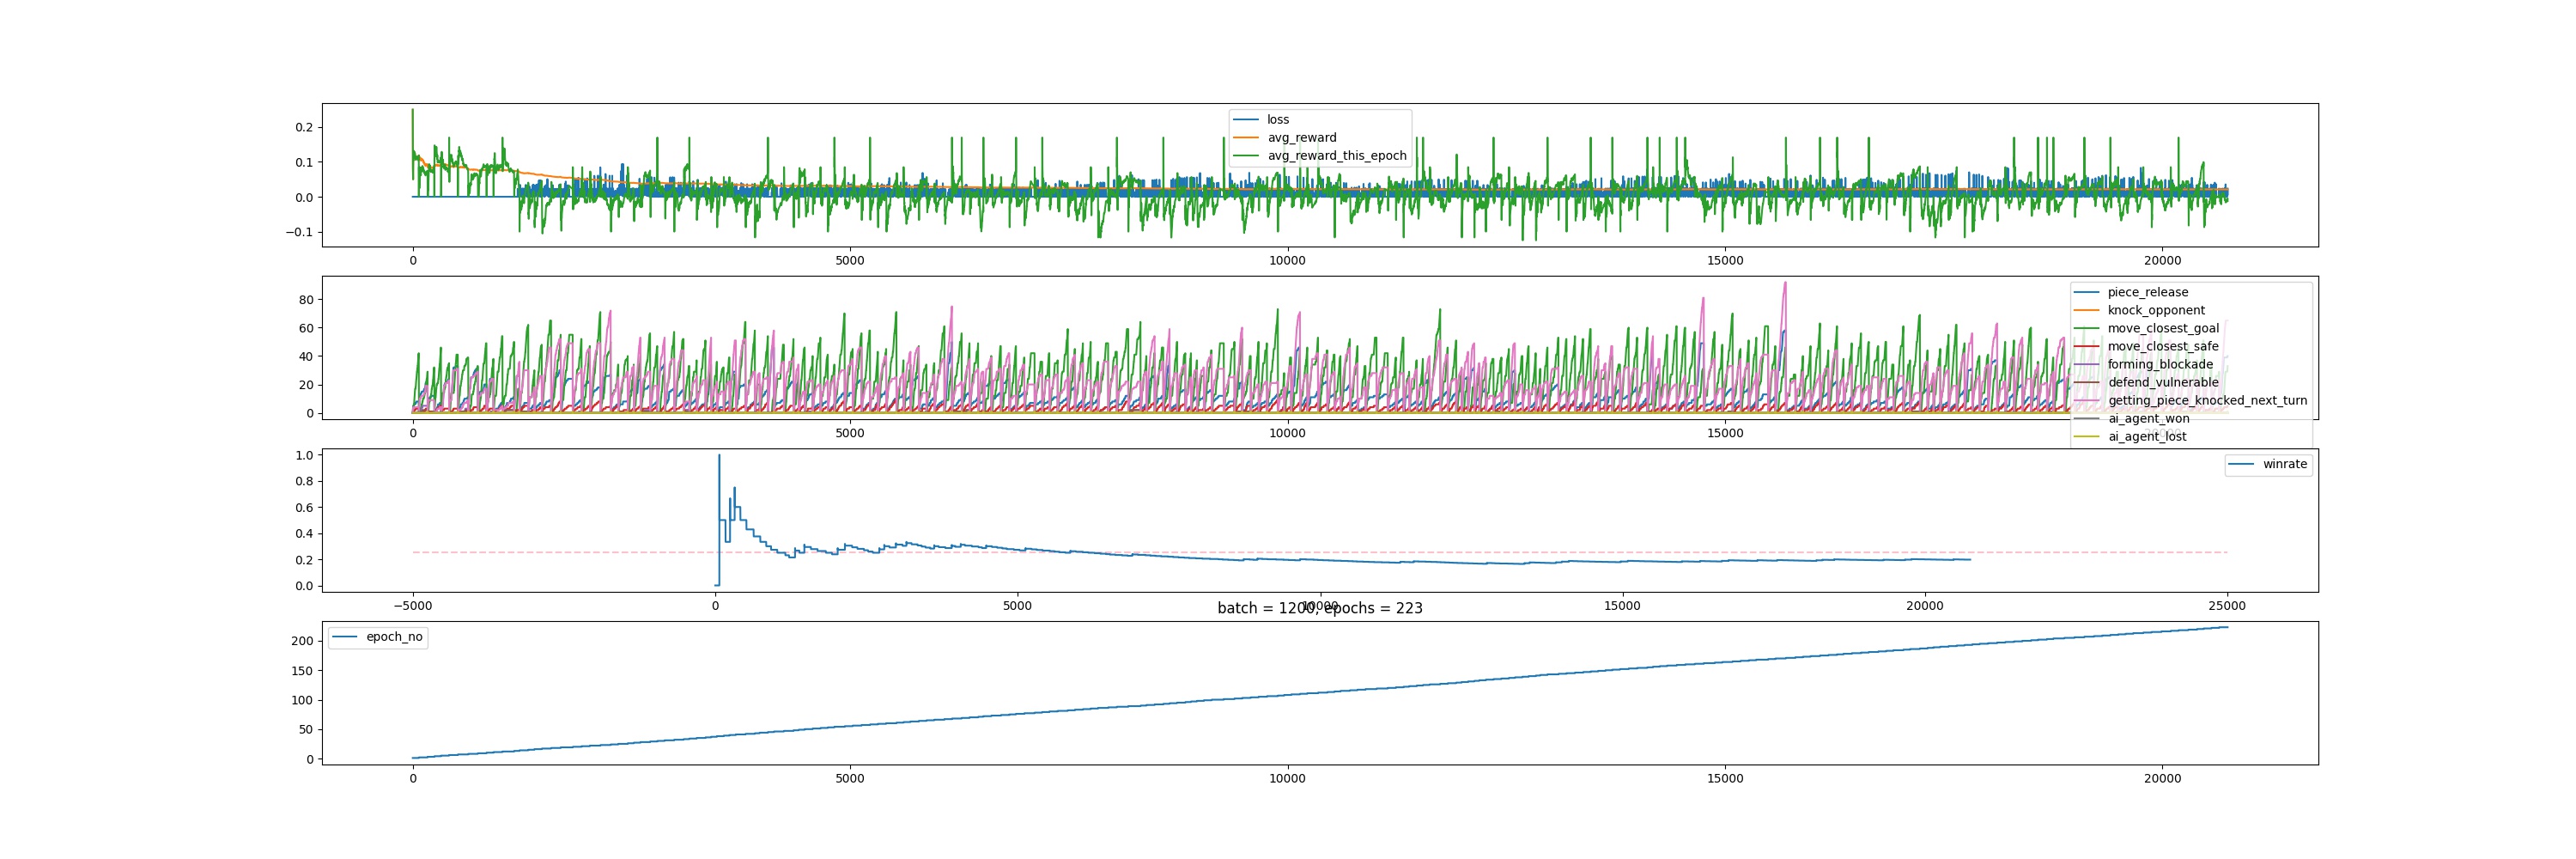 0.2
0.1
0.0
−0.1
loss
avg_reward
avg_reward_this_epoch
0 5000 10000 15000 20000
80
60
40
20
0
piece_release
knock_opponent
move_closest_goal
move_closest_safe
forming_blockade
defend_vulnerable
getting_piece_knocked_next_turn
ai_agent_won
ai_agent_lost
0 5000 10000 15000 20000
1.0
0.8
0.6
0.4
0.2
0.0
winrate
−5000 0 5000 10000 15000 20000 25000
batch = 1200, epochs = 223
200
150
100
50
0
epoch_no
0 5000 10000 15000 20000